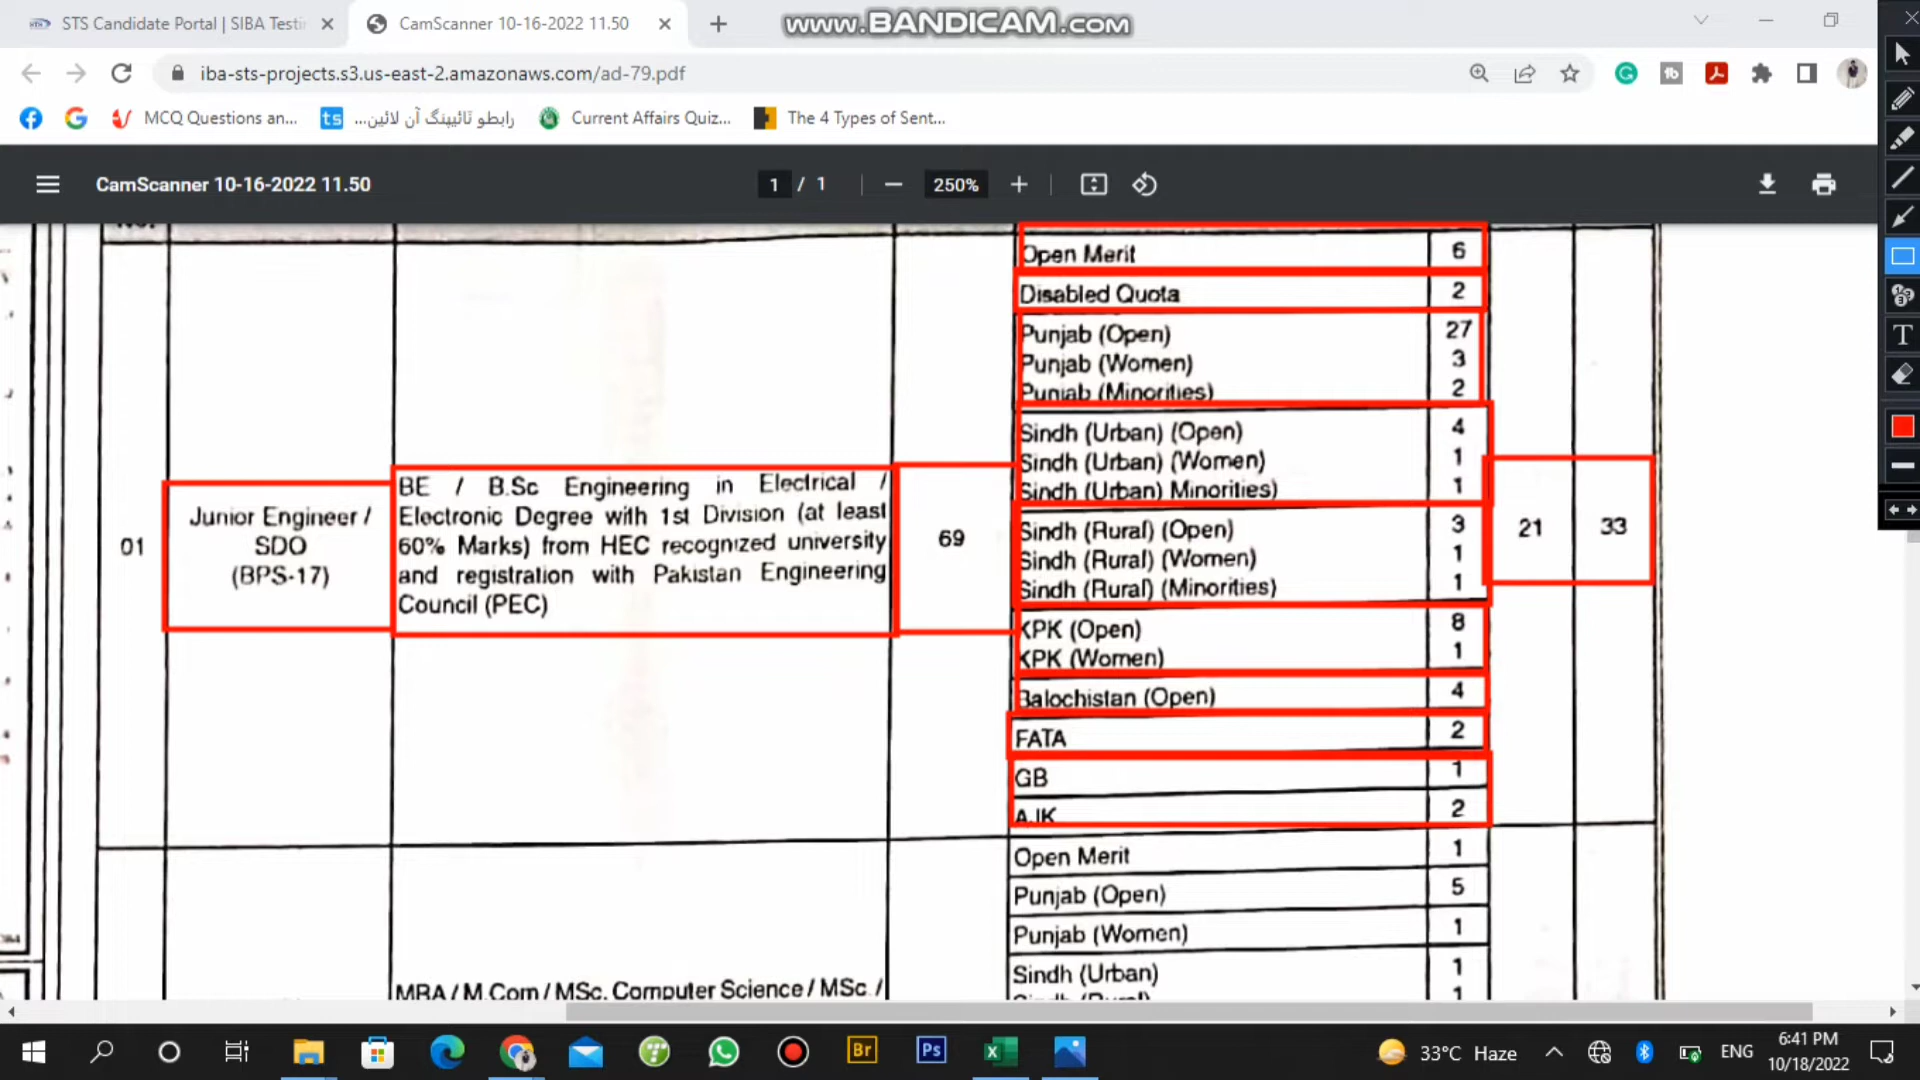 STS Candidate Portal | SIBA Testin
CamScanner 10-16-2022 11.50
www.BANDICAM.com
iba-sts-projects.s3.us-east-2.amazonaws.com/ad-79.pdf
MCQ Questions an...
رابطو ٽائيپنگ آن لائين...
Current Affairs Quiz...
The 4 Types of Sent...
CamScanner 10-16-2022 11.50
1 / 1
250%
Open Merit 6
Disabled Quota 2
Punjab (Open) 27
Punjab (Women) 3
Punjab (Minorities) 2
Sindh (Urban) (Open) 4
Sindh (Urban) (Women) 1
Sindh (Urban) Minorities) 1
Sindh (Rural) (Open) 3
Sindh (Rural) (Women) 1
Sindh (Rural) (Minorities) 1
KPK (Open) 8
KPK (Women) 1
Balochistan (Open) 4
FATA 2
GB 1
AJK 2
01
Junior Engineer /
SDO
(BPS-17)
BE / B.Sc Engineering in Electrical /
Electronic Degree with 1st Division (at least
60% Marks) from HEC recognized university
and registration with Pakistan Engineering
Council (PEC)
69
21
33
Open Merit 1
Punjab (Open) 5
Punjab (Women) 1
Sindh (Urban) 1
Sindh (Rural) 1
MBA / M.Com / MSc. Computer Science / MSc. /
33°C Haze
ENG
6:41 PM
10/18/2022